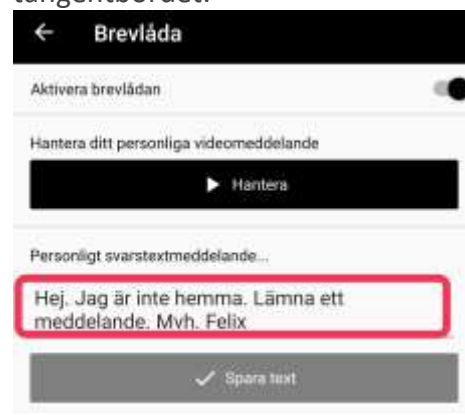 tangentbordet.
Brevlåda
Aktivera brevlådan
Hantera ditt personliga videomeddelande
Hantera
Personligt svarstextmeddelande...
Hej. Jag är inte hemma. Lämna ett
meddelande. Mvh. Felix
Spara text